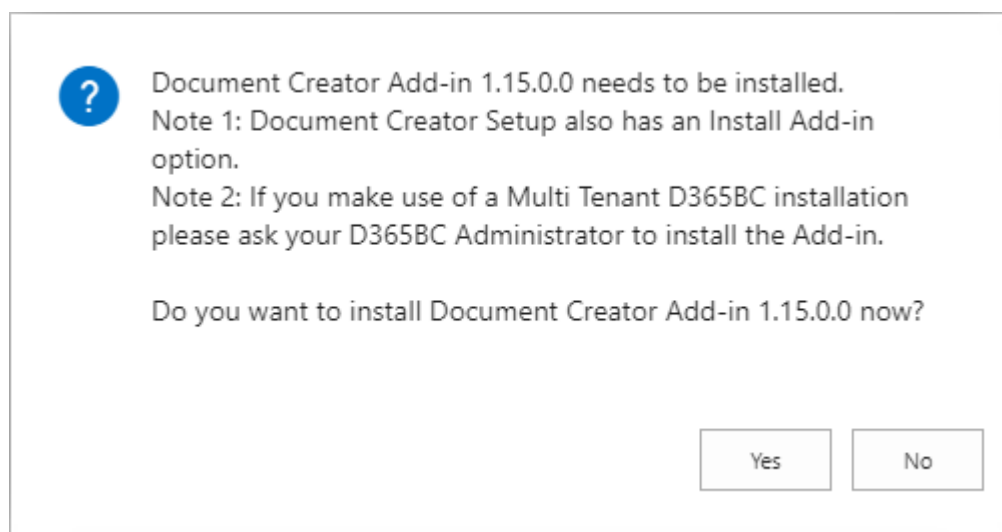 ?
Document Creator Add-in 1.15.0.0 needs to be installed.
Note 1: Document Creator Setup also has an Install Add-in
option.
Note 2: If you make use of a Multi Tenant D365BC installation
please ask your D365BC Administrator to install the Add-in.
Do you want to install Document Creator Add-in 1.15.0.0 now?
Yes No